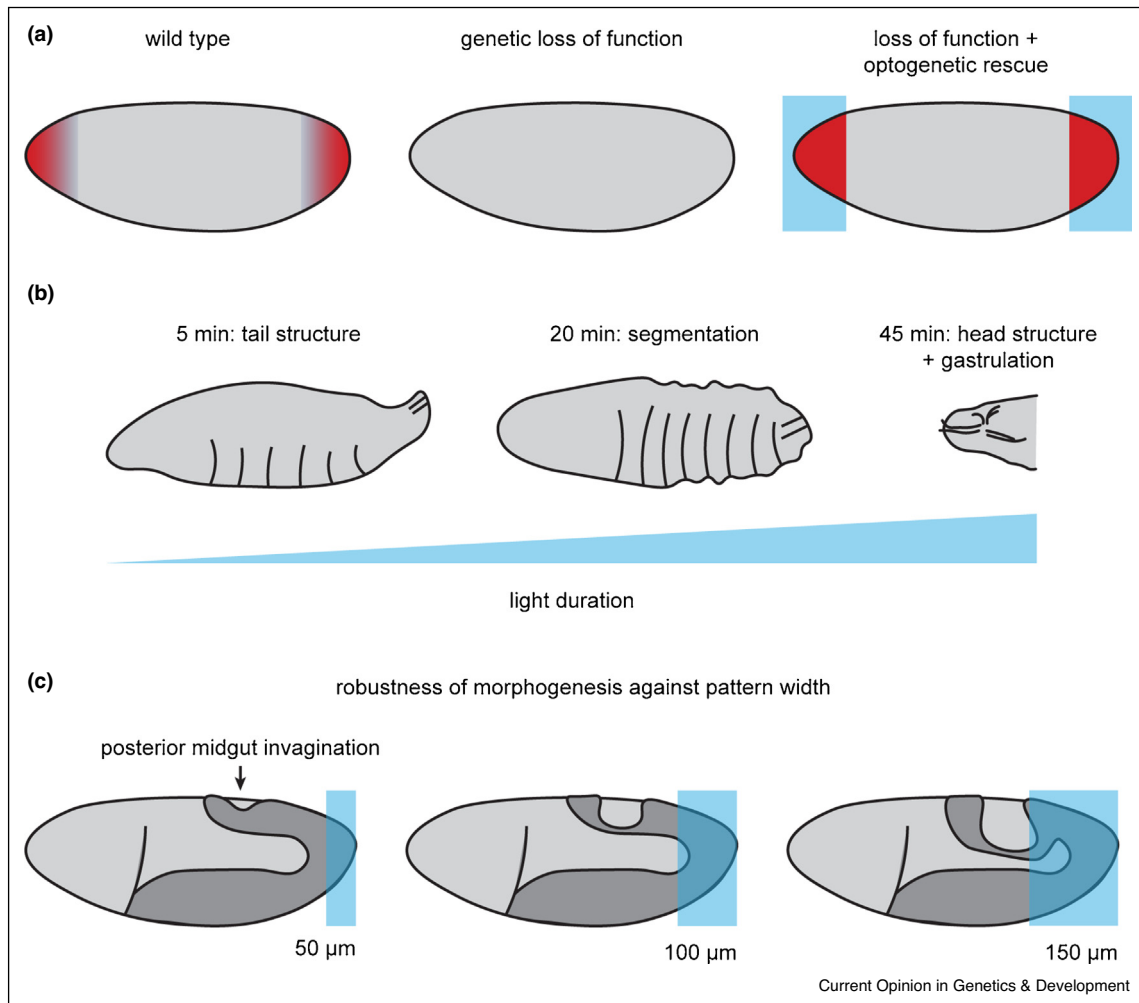 (a)
wild type
genetic loss of function
loss of function +
optogenetic rescue
(b)
5 min: tail structure
20 min: segmentation
45 min: head structure
+ gastrulation
light duration
(c)
robustness of morphogenesis against pattern width
posterior midgut invagination
50 μm
100 μm
150 μm
Current Opinion in Genetics & Development